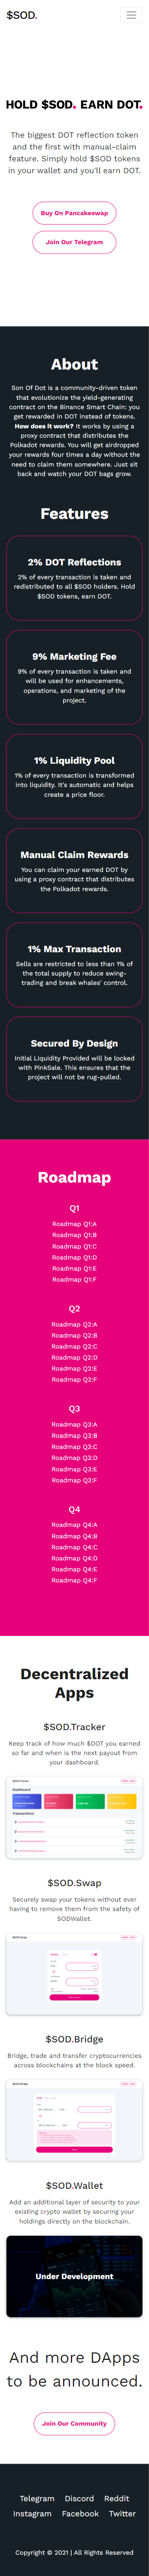 $SOD.
HOLD $SOD. EARN DOT.
The biggest DOT reflection token
and the first with manual-claim
feature. Simply hold $SOD tokens
in your wallet and you'll earn DOT.
Buy On Pancakeswap
Join Our Telegram
About
Son Of Dot is a community-driven token
that evolutionize the yield-generating
contract on the Binance Smart Chain: you
get rewarded in DOT instead of tokens.
How does it work? It works by using a
proxy contract that distributes the
Polkadot rewards. You will get airdropped
your rewards four times a day without the
need to claim them somewhere. Just sit
back and watch your DOT bags grow.
Features
2% DOT Reflections
2% of every transaction is taken and
redistributed to all $SOD holders. Hold
$SOD tokens, earn DOT.
9% Marketing Fee
9% of every transaction is taken and
will be used for enhancements,
operations, and marketing of the
project.
1% Liquidity Pool
1% of every transaction is transformed
into liquidity. It's automatic and helps
create a price floor.
Manual Claim Rewards
You can claim your earned DOT by
using a proxy contract that distributes
the Polkadot rewards.
1% Max Transaction
Sells are restricted to less than 1% of
the total supply to reduce swing-
trading and break whales' control.
Secured By Design
Initial Liquidity Provided will be locked
with PinkSale. This ensures that the
project will not be rug-pulled.
Roadmap
Q1
Roadmap Q1:A
Roadmap Q1:B
Roadmap Q1:C
Roadmap Q1:D
Roadmap Q1:E
Roadmap Q1:F
Q2
Roadmap Q2:A
Roadmap Q2:B
Roadmap Q2:C
Roadmap Q2:D
Roadmap Q2:E
Roadmap Q2:F
Q3
Roadmap Q3:A
Roadmap Q3:B
Roadmap Q3:C
Roadmap Q3:D
Roadmap Q3:E
Roadmap Q3:F
Q4
Roadmap Q4:A
Roadmap Q4:B
Roadmap Q4:C
Roadmap Q4:D
Roadmap Q4:E
Roadmap Q4:F
Decentralized
Apps
$SOD.Tracker
Keep track of how much $DOT you earned
so far and when is the next payout from
your dashboard.
Dashboard
Transactions
$SOD.Swap
Securely swap your tokens without ever
having to remove them from the safety of
SODWallet.
$SOD.Bridge
Bridge, trade and transfer cryptocurrencies
across blockchains at the block speed.
$SOD.Wallet
Add an additional layer of security to your
existing crypto wallet by securing your
holdings directly on the blockchain.
Under Development
And more DApps
to be announced.
Join Our Community
Telegram Discord Reddit
Instagram Facebook Twitter
Copyright © 2021 | All Rights Reserved